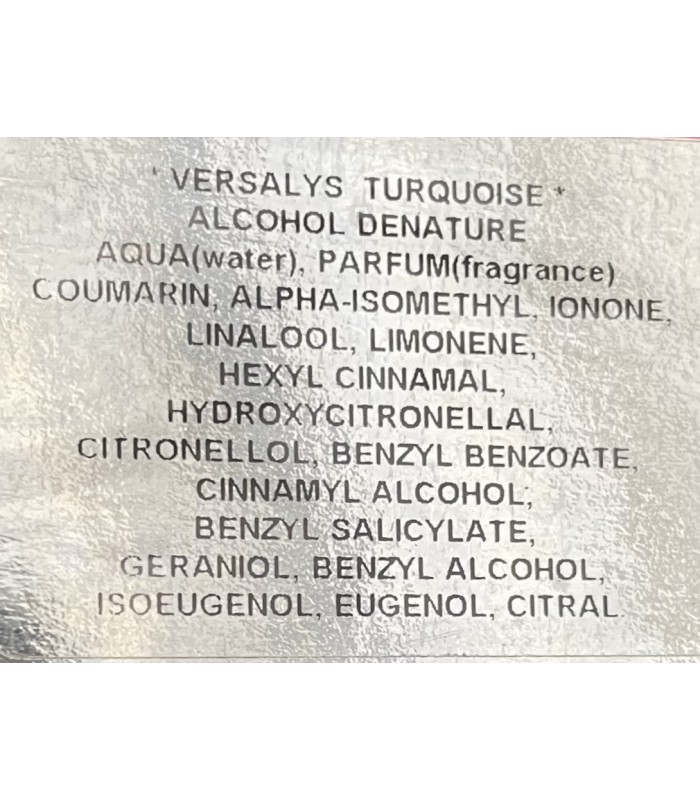 * VERSALYS TURQUOISE *
ALCOHOL DENATURE
AQUA(water), PARFUM(fragrance)
COUMARIN, ALPHA-ISOMETHYL, IONONE,
LINALOOL, LIMONENE,
HEXYL CINNAMAL,
HYDROXYCITRONELLAL,
CITRONELLOL, BENZYL BENZOATE,
CINNAMYL ALCOHOL,
BENZYL SALICYLATE,
GERANIOL, BENZYL ALCOHOL,
ISOEUGENOL, EUGENOL, CITRAL.